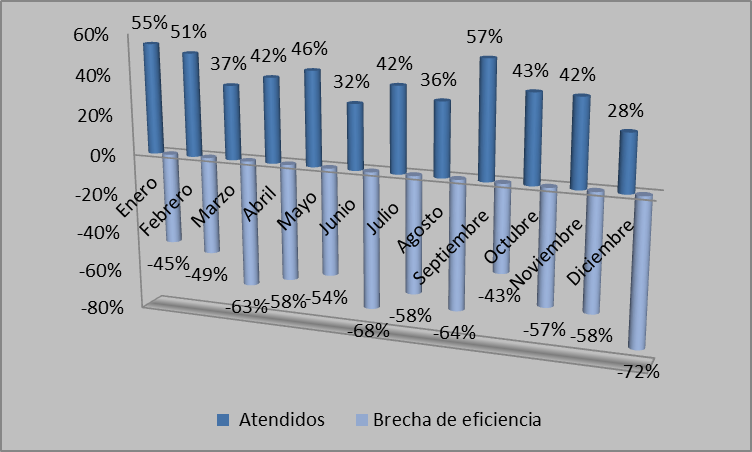 60%
40%
20%
0%
-20%
-40%
-60%
-80%
55%
51%
37%
42%
46%
32%
42%
36%
57%
43%
42%
28%
Enero
Febrero
Marzo
Abril
Mayo
Junio
Julio
Agosto
Septiembre
Octubre
Noviembre
Diciembre
-45%
-49%
-63%
-58%
-54%
-68%
-58%
-64%
-43%
-57%
-58%
-72%
Atendidos
Brecha de eficiencia